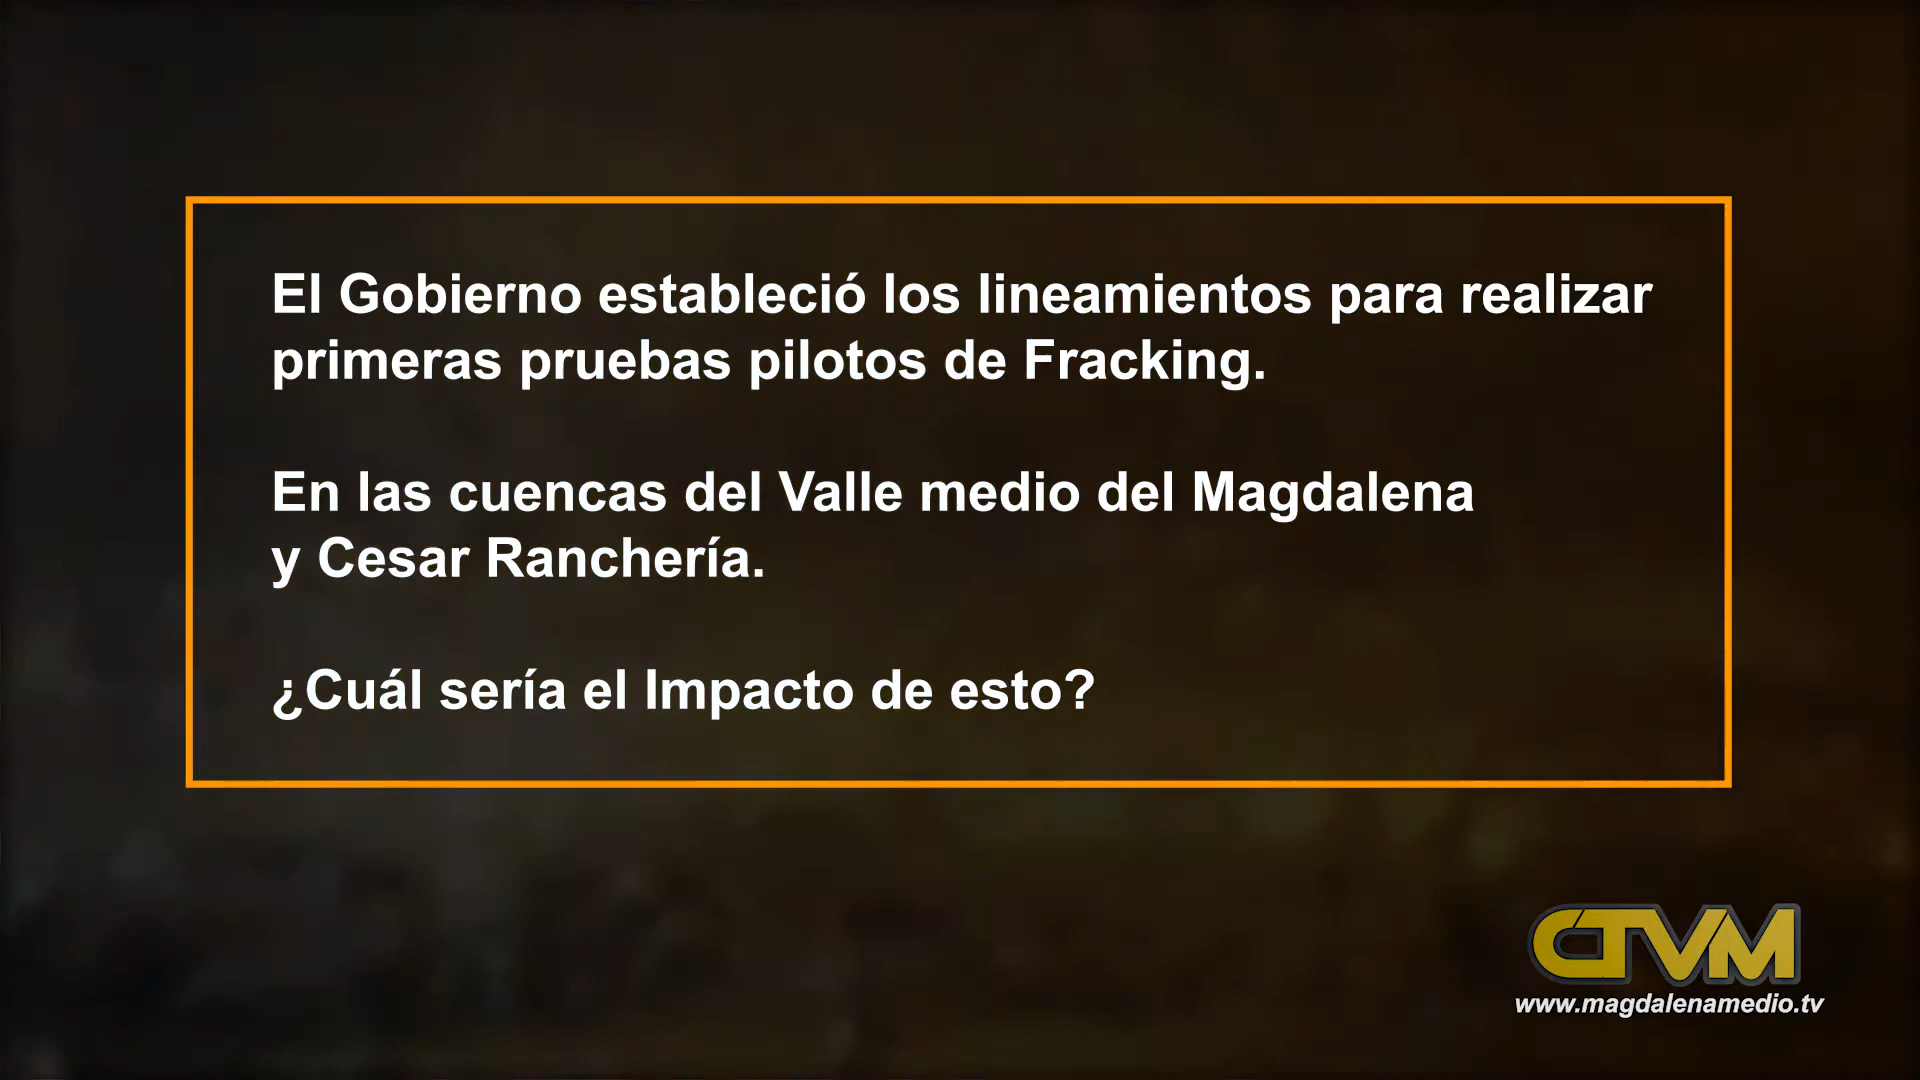 El Gobierno estableció los lineamientos para realizar
primeras pruebas pilotos de Fracking.
En las cuencas del Valle medio del Magdalena
y Cesar Ranchería.
¿Cuál sería el Impacto de esto?
CTVM
www.magdalenamedio.tv